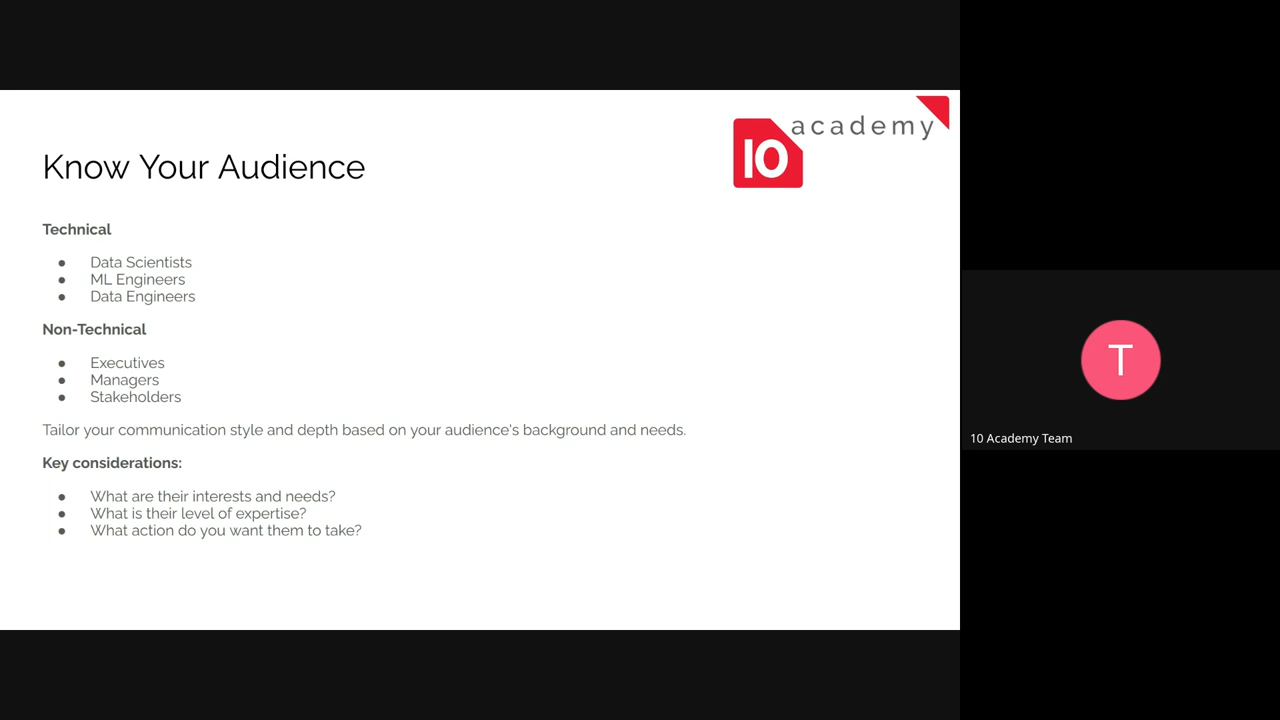 academy
10
Know Your Audience
Technical
● Data Scientists
● ML Engineers
● Data Engineers
Non-Technical
● Executives
● Managers
● Stakeholders
Tailor your communication style and depth based on your audience's background and needs.
Key considerations:
● What are their interests and needs?
● What is their level of expertise?
● What action do you want them to take?
T
10 Academy Team